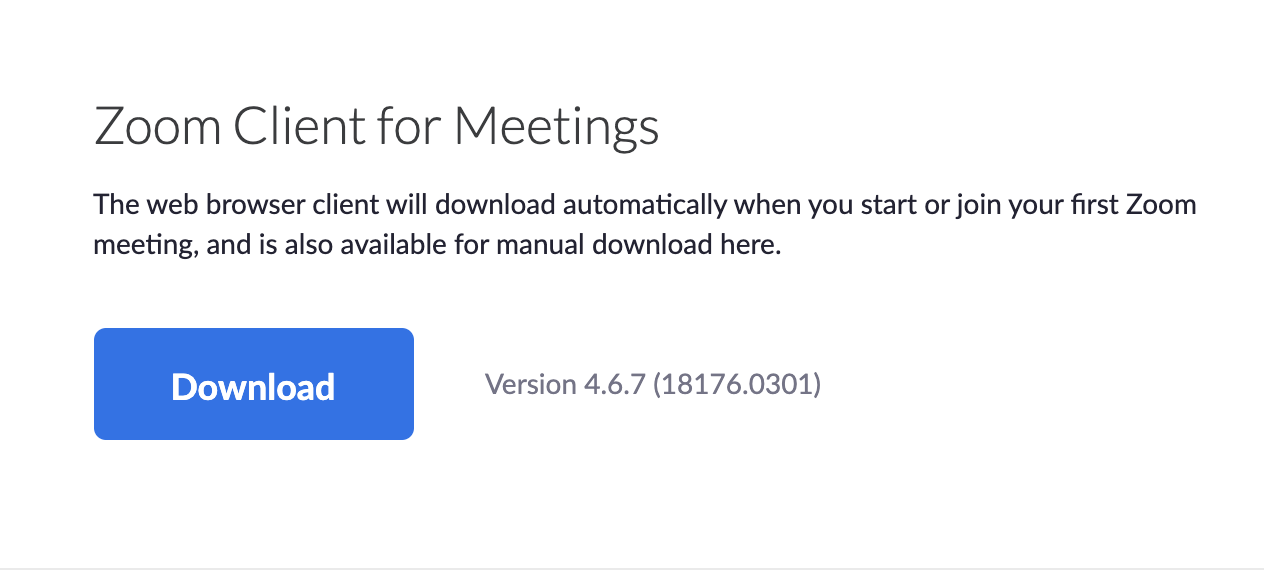 Zoom Client for Meetings
The web browser client will download automatically when you start or join your first Zoom
meeting, and is also available for manual download here.
Download
Version 4.6.7 (18176.0301)